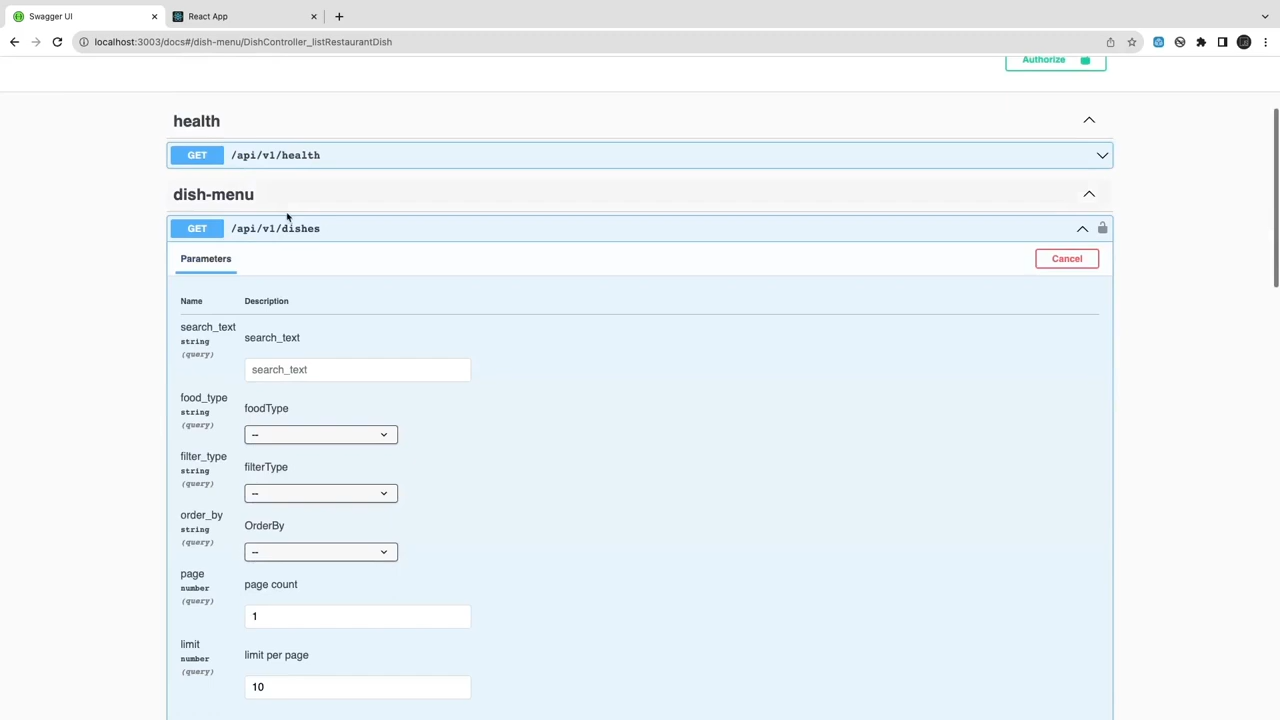 Swagger UI
React App
localhost:3003/docs#/dish-menu/DishController_listRestaurantDish
Authorize
health
GET /api/v1/health
dish-menu
GET /api/v1/dishes
Parameters
Cancel
Name Description
search_text
string
(query)
search_text
search_text
food_type
string
(query)
foodType
--
filter_type
string
(query)
filterType
--
order_by
string
(query)
OrderBy
--
page
number
(query)
page count
1
limit
number
(query)
limit per page
10